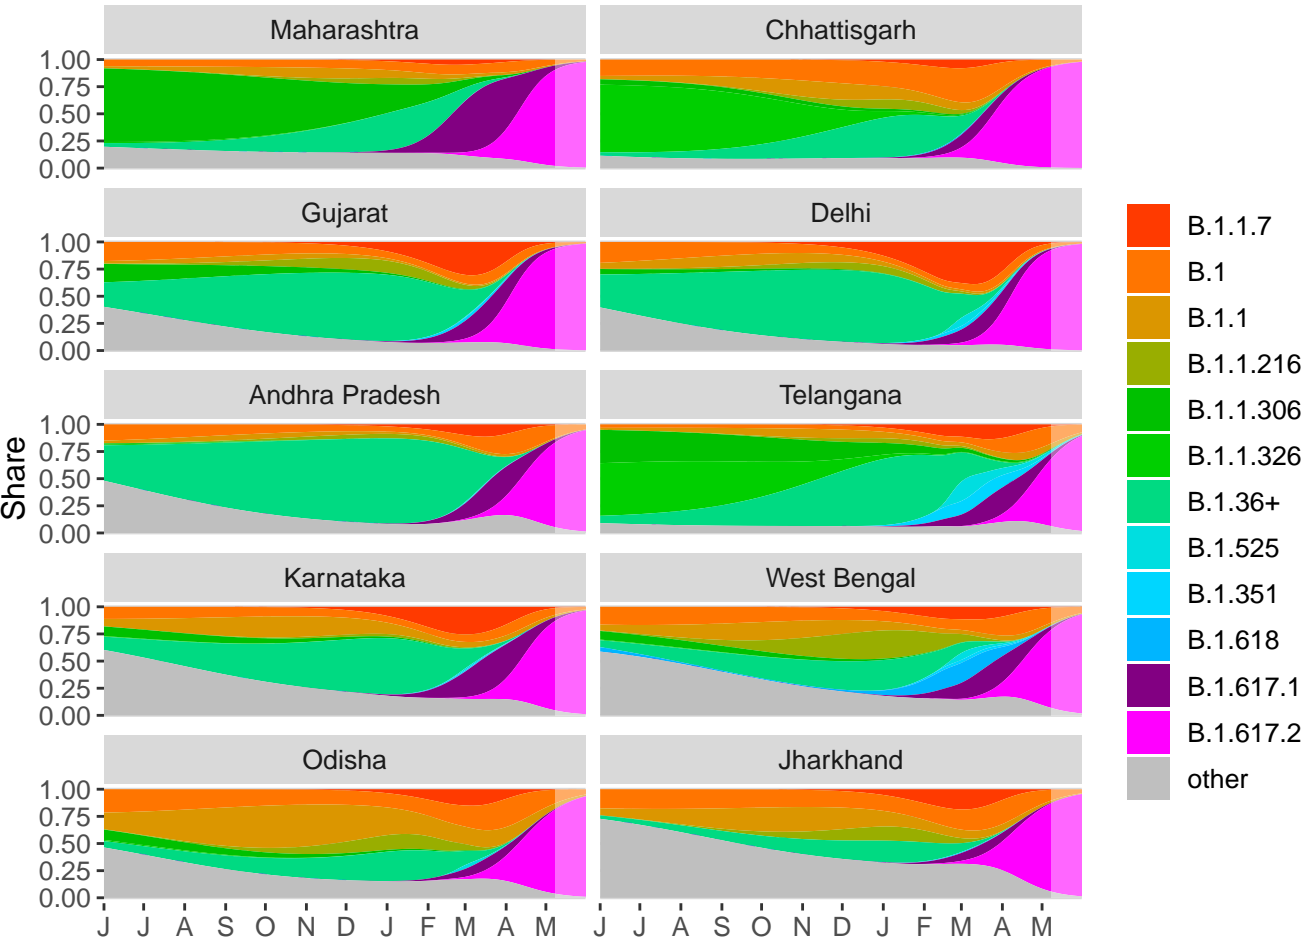 Maharashtra
Chhattisgarh
1.00
0.75
0.50
0.25
0.00
Gujarat
Delhi
1.00
0.75
0.50
0.25
0.00
Andhra Pradesh
Telangana
1.00
0.75
0.50
0.25
0.00
Karnataka
West Bengal
1.00
0.75
0.50
0.25
0.00
Odisha
Jharkhand
1.00
0.75
0.50
0.25
0.00
J J A S O N D J F M A M
J J A S O N D J F M A M
Share
B.1.1.7
B.1
B.1.1
B.1.1.216
B.1.1.306
B.1.1.326
B.1.36+
B.1.525
B.1.351
B.1.618
B.1.617.1
B.1.617.2
other